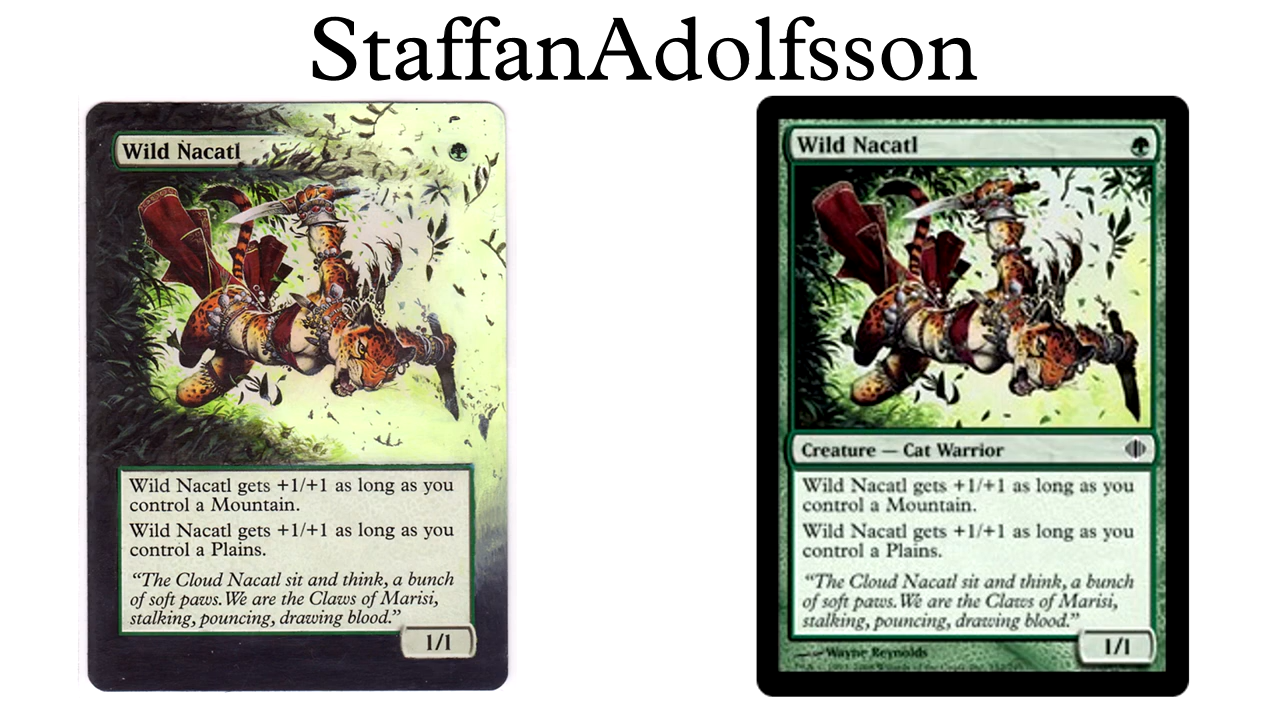 StaffanAdolfsson
Wild Nacatl
Wild Nacatl gets +1/+1 as long as you
control a Mountain.
Wild Nacatl gets +1/+1 as long as you
control a Plains.
“The Cloud Nacatl sit and think, a bunch
of soft paws. We are the Claws of Marisi,
stalking, pouncing, drawing blood.”
1/1
Wild Nacatl
Creature — Cat Warrior
Wild Nacatl gets +1/+1 as long as you
control a Mountain.
Wild Nacatl gets +1/+1 as long as you
control a Plains.
“The Cloud Nacatl sit and think, a bunch
of soft paws. We are the Claws of Marisi,
stalking, pouncing, drawing blood.”
1/1
Wayne Reynolds